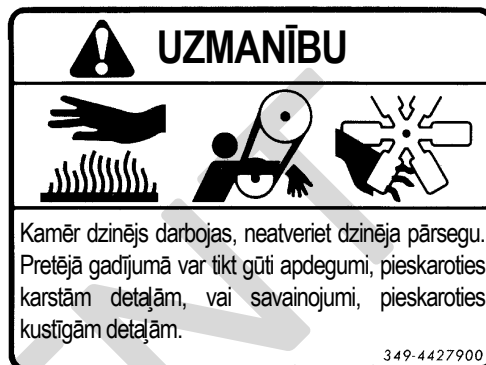 UZMANĪBU
Kamēr dzinējs darbojas, neatveriet dzinēja pārsegu.
Pretējā gadījumā var tikt gūti apdegumi, pieskaroties
karstām detaļām, vai savainojumi, pieskaroties
kustīgām detaļām.
349-4427900